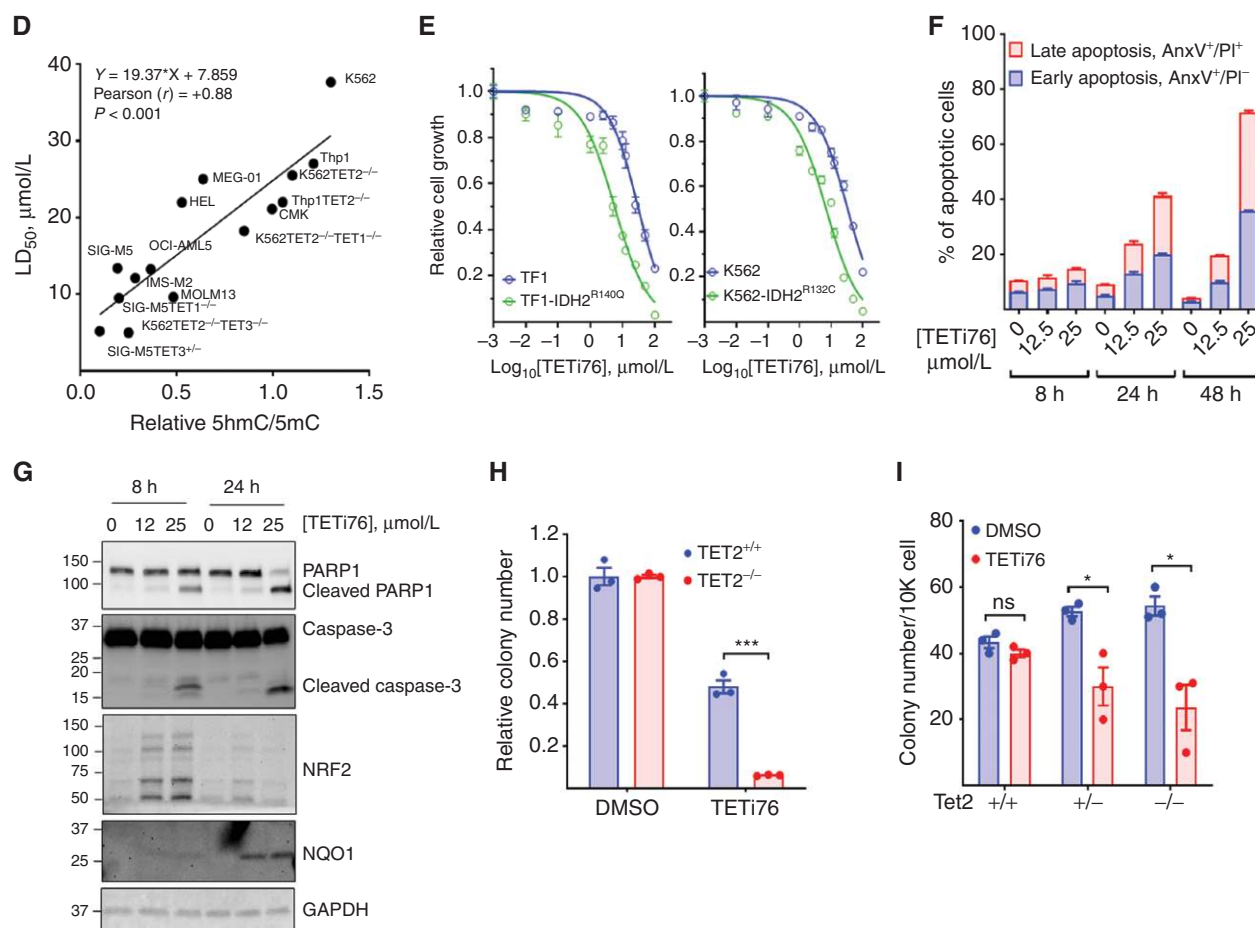 D
Y = 19.37*X + 7.859
Pearson (r) = +0.88
P < 0.001
LD50, μmol/L
40
30
20
10
K562
Thp1
K562TET2–/–
MEG-01
Thp1TET2–/–
HEL
CMK
K562TET2–/–TET1–/–
OCI-AML5
SIG-M5
IMS-M2
MOLM13
SIG-M5TET1–/–
K562TET2–/–TET3–/–
SIG-M5TET3+/–
0 0.5 1.0 1.5
Relative 5hmC/5mC
E
Relative cell growth
1.0
0.8
0.6
0.4
0.2
TF1
TF1-IDH2R140Q
–3 –2 –1 0 1 2
Log10[TETi76], μmol/L
1.0
0.8
0.6
0.4
0.2
K562
K562-IDH2R132C
–3 –2 –1 0 1 2
Log10[TETi76], μmol/L
F
Late apoptosis, AnxV+/PI+
Early apoptosis, AnxV+/PI–
% of apoptotic cells
100
80
60
40
20
[TETi76]
μmol/L
0 12.5 25 0 12.5 25 0 12.5 25
8 h 24 h 48 h
G
8 h 24 h
0 12 25 0 12 25 [TETi76], μmol/L
150
100
PARP1
Cleaved PARP1
37
25
20
15
Caspase-3
Cleaved caspase-3
150
100
75
50
NRF2
37
25
NQO1
37
GAPDH
H
Relative colony number
1.2
1.0
0.8
0.6
0.4
0.2
TET2+/+
TET2–/–
***
DMSO TETi76
I
Colony number/10K cell
80
60
40
20
DMSO
TETi76
ns
*
*
Tet2 +/+ +/– –/–